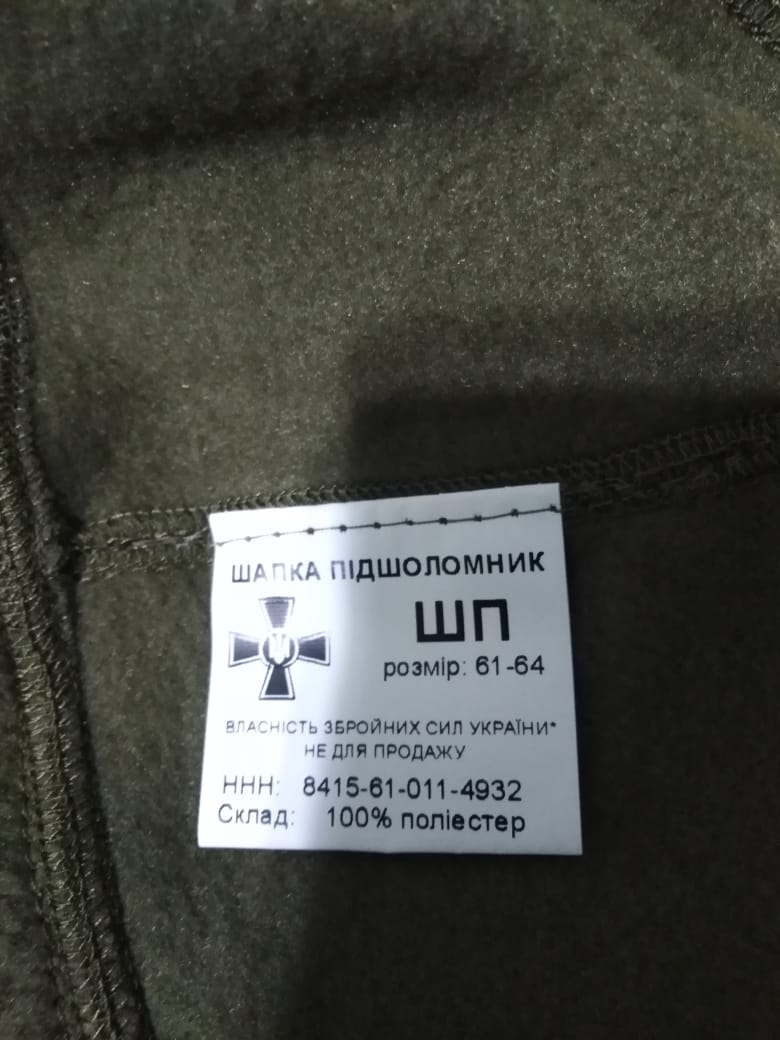 ШАПКА ПІДШОЛОМНИК
ШП
розмір: 61-64
ВЛАСНІСТЬ ЗБРОЙНИХ СИЛ УКРАЇНИ*
НЕ ДЛЯ ПРОДАЖУ
ННН: 8415-61-011-4932
Склад: 100% поліестер